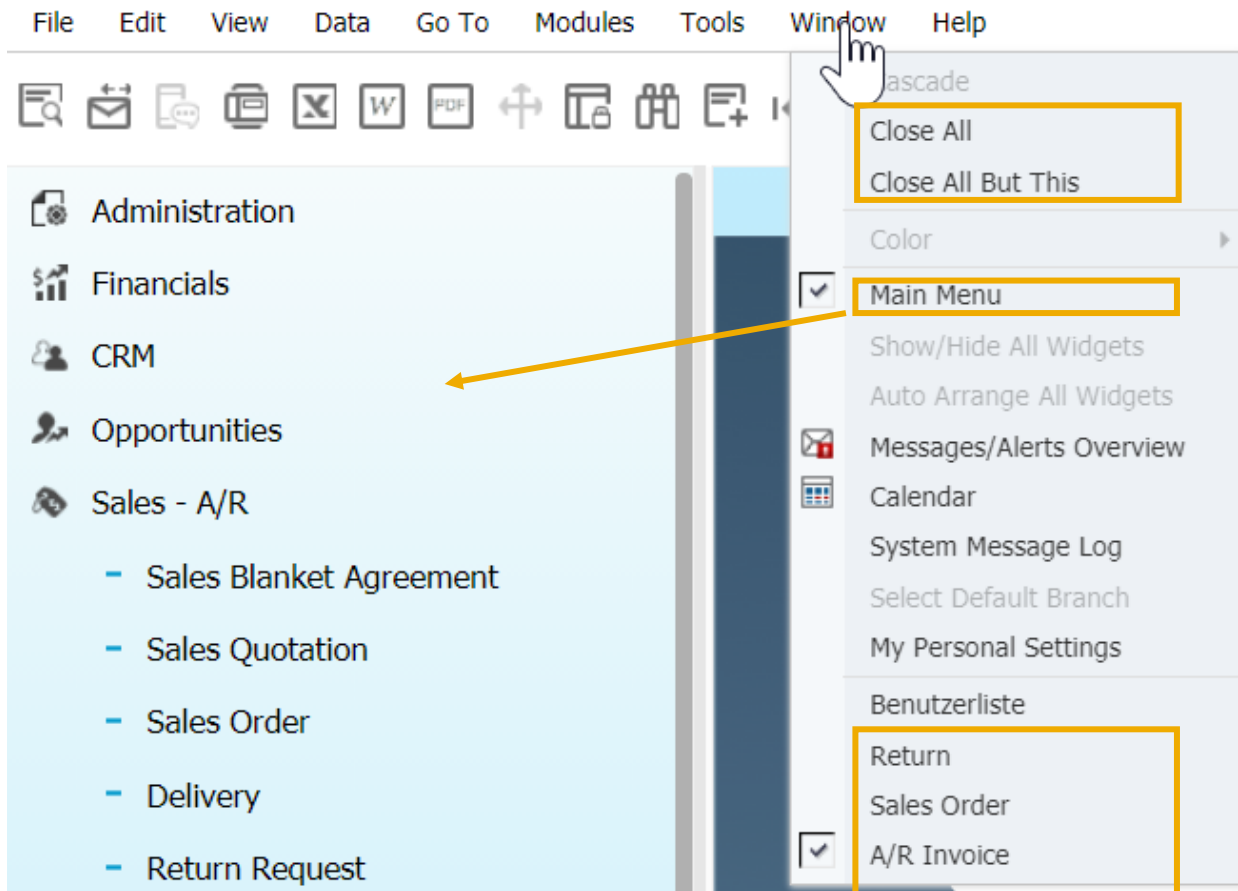 File Edit View Data Go To Modules Tools Window Help
W PDF
Administration
Financials
CRM
Opportunities
Sales - A/R
Sales Blanket Agreement
Sales Quotation
Sales Order
Delivery
Return Request
Cascade
Close All
Close All But This
Color
Main Menu
Show/Hide All Widgets
Auto Arrange All Widgets
Messages/Alerts Overview
Calendar
System Message Log
Select Default Branch
My Personal Settings
Benutzerliste
Return
Sales Order
A/R Invoice